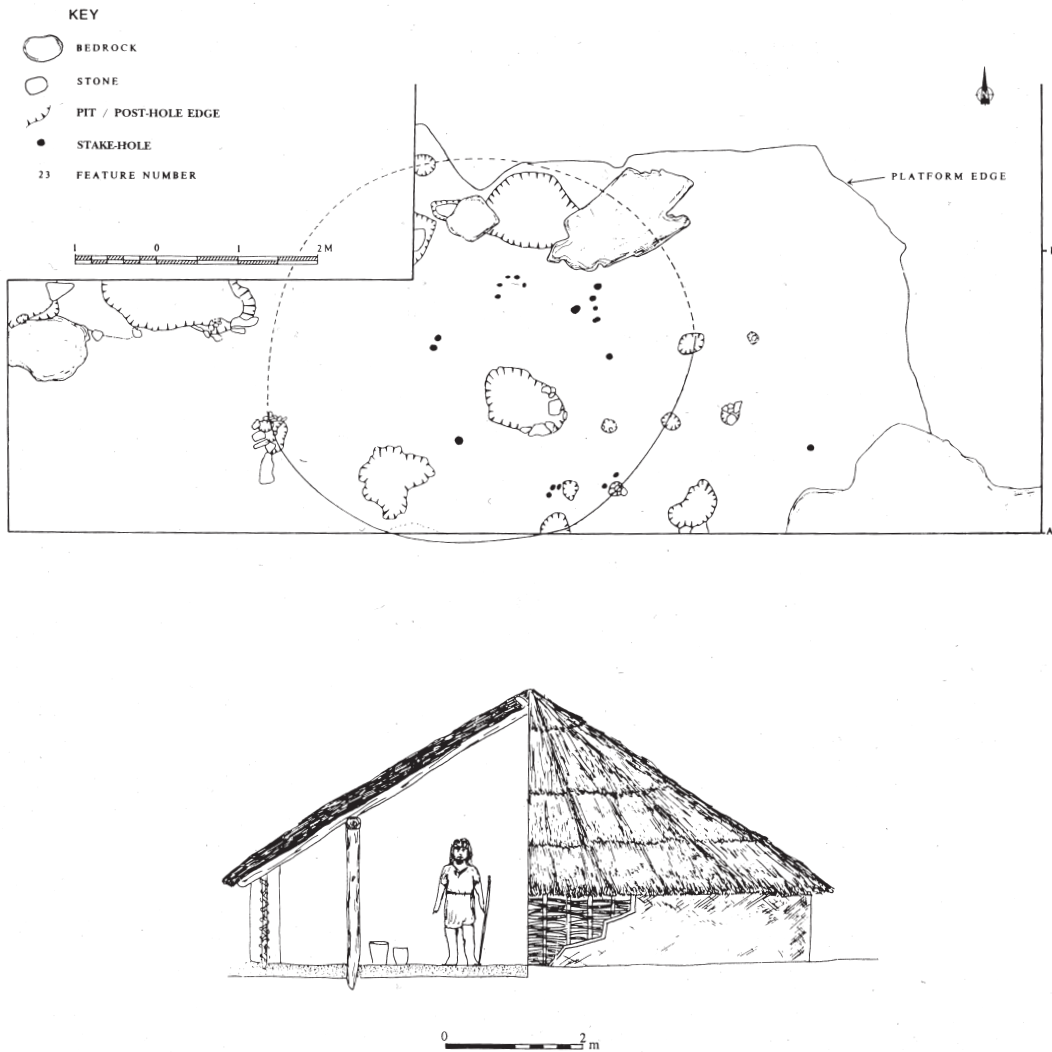 KEY
BEDROCK
STONE
PIT / POST-HOLE EDGE
STAKE-HOLE
23 FEATURE NUMBER
N
PLATFORM EDGE
1 0 1 2 M
A
0 2 m